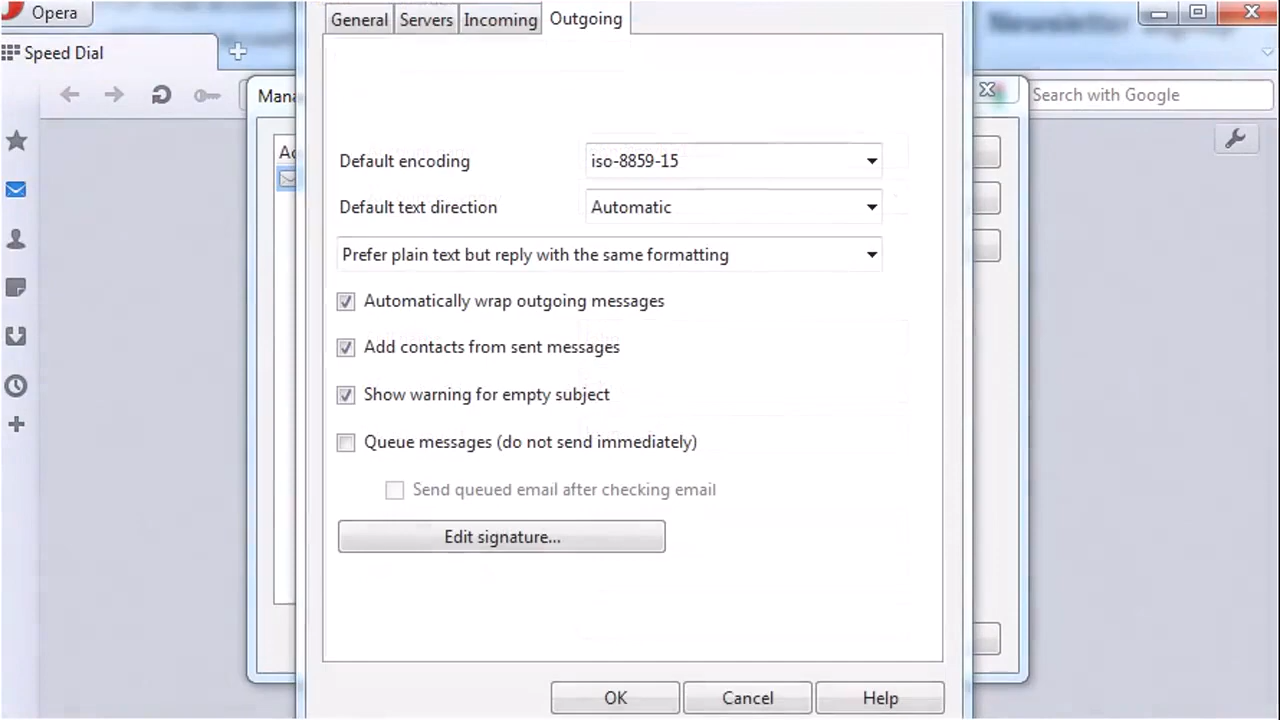 Opera
General
Servers
Incoming
Outgoing
Speed Dial
Mana
Search with Google
Ac
Default encoding
iso-8859-15
Default text direction
Automatic
Prefer plain text but reply with the same formatting
Automatically wrap outgoing messages
Add contacts from sent messages
Show warning for empty subject
Queue messages (do not send immediately)
Send queued email after checking email
Edit signature...
OK
Cancel
Help